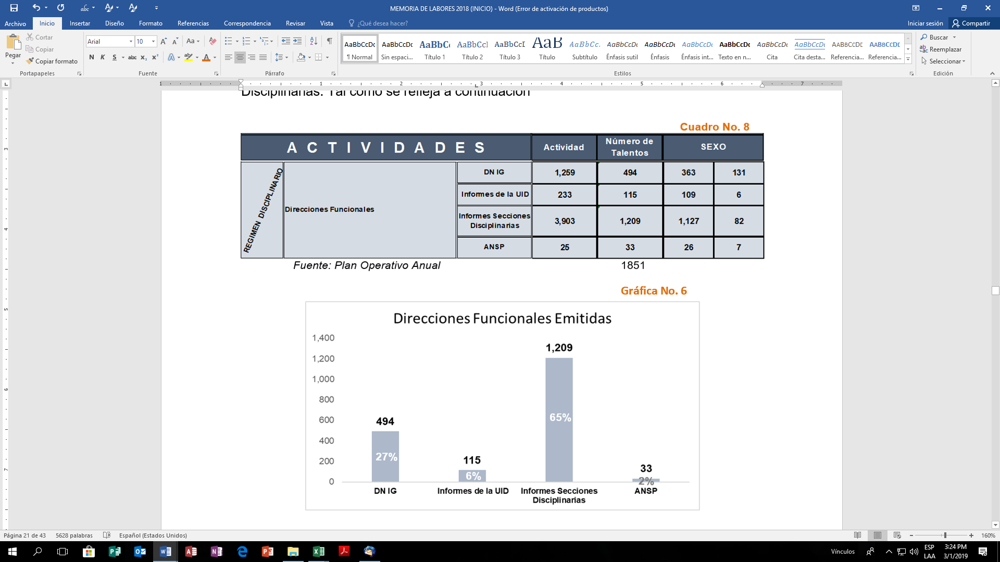 MEMORIA DE LABORES 2018 (INICIO) - Word (Error de activación de productos)
Archivo Inicio Insertar Diseño Formato Referencias Correspondencia Revisar Vista ¿Qué desea hacer? Iniciar sesión Compartir
Pegar
Cortar
Copiar
Copiar formato
Portapapeles
Arial 10
N K S abc x₂ x²
Fuente
Párrafo
AaBbCcDc AaBbCcDc AaBbC AaBbCcI AaBbCcI AaB AaBbCc AaBbCcDc AaBbCcDc AaBbCcDc AaBbCcDc AaBbCcDc AaBbCcDc AABBCCDE AABBCCDE
¶ Normal Sin espaci... Título 1 Título 2 Título 3 Título Subtítulo Énfasis sutil Énfasis Énfasis int... Texto en n... Cita Cita desta... Referencia... Referencia...
Estilos
Buscar
Reemplazar
Seleccionar
Edición
1 1 2 3 4 5 6 7
Disciplinarias. Tal como se refleja a continuación
Cuadro No. 8
ACTIVIDADES Actividad Número de Talentos SEXO
REGIMEN DISCIPLINARIO
Direcciones Funcionales
DN IG 1,259 494 363 131
Informes de la UID 233 115 109 6
Informes Secciones Disciplinarias 3,903 1,209 1,127 82
ANSP 25 33 26 7
Fuente: Plan Operativo Anual 1851
Gráfica No. 6
Direcciones Funcionales Emitidas
1,400
1,200
1,000
800
600
400
200
0
494
27%
115
6%
1,209
65%
33
2%
DN IG Informes de la UID Informes Secciones Disciplinarias ANSP
Página 21 de 43 5628 palabras Español (Estados Unidos) 160%
Vínculos ESP LAA 3:24 PM 3/1/2019